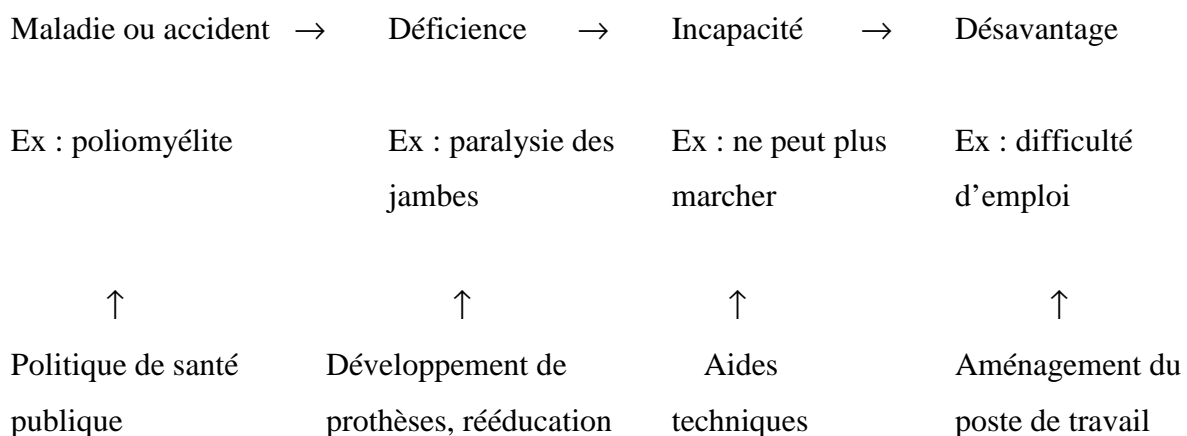 Maladie ou accident → Déficience → Incapacité → Désavantage
Ex : poliomyélite Ex : paralysie des Ex : ne peut plus Ex : difficulté
jambes marcher d’emploi
↑ ↑ ↑ ↑
Politique de santé Développement de Aides Aménagement du
publique prothèses, rééducation techniques poste de travail